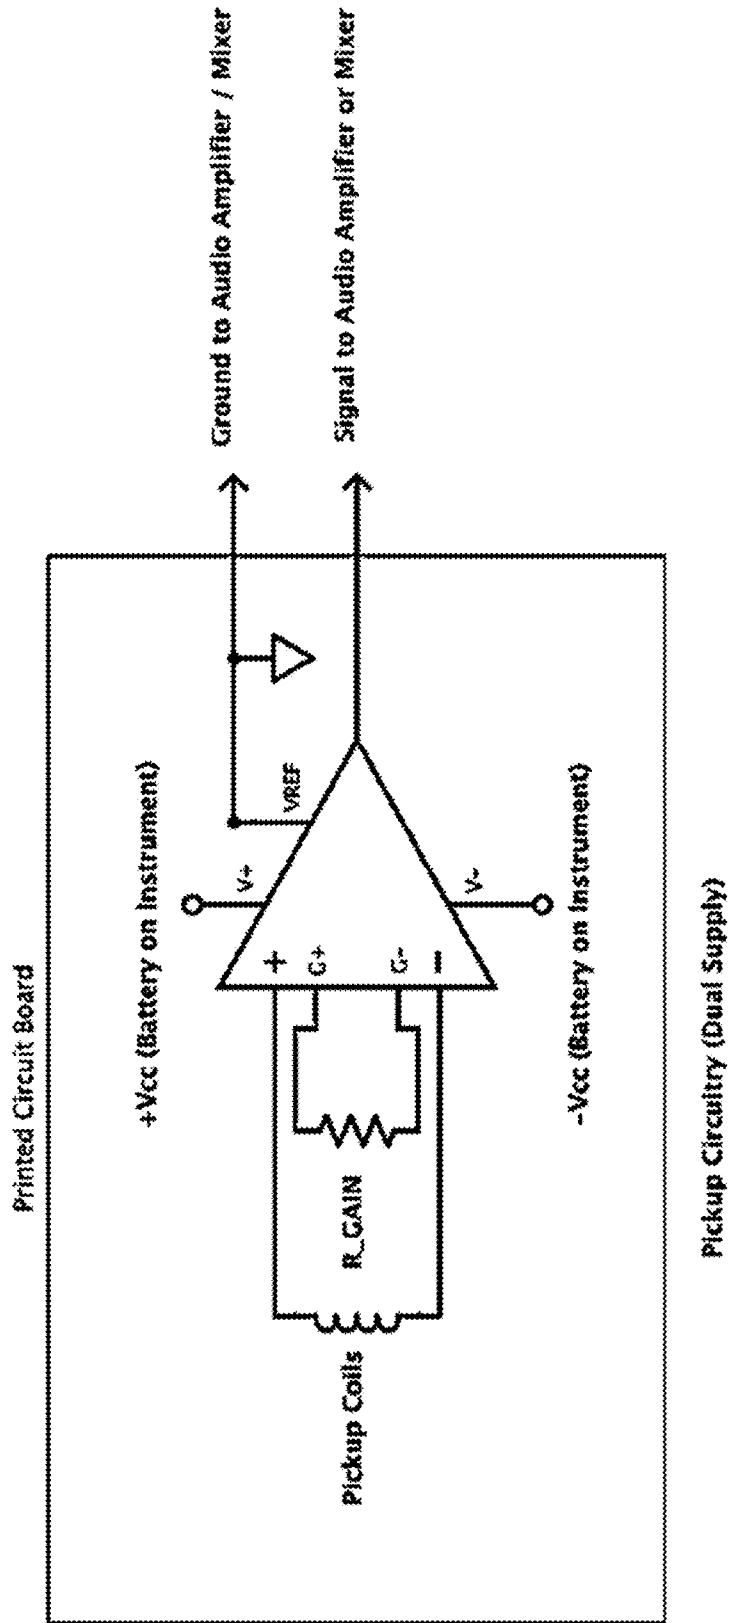 Printed Circuit Board
+Vcc (Battery on Instrument)
Ground to Audio Amplifier / Mixer
V+
VREF
Signal to Audio Amplifier or Mixer
+
G+
Pickup Coils
R_GAIN
G-
−
V-
-Vcc (Battery on Instrument)
Pickup Circuitry (Dual Supply)